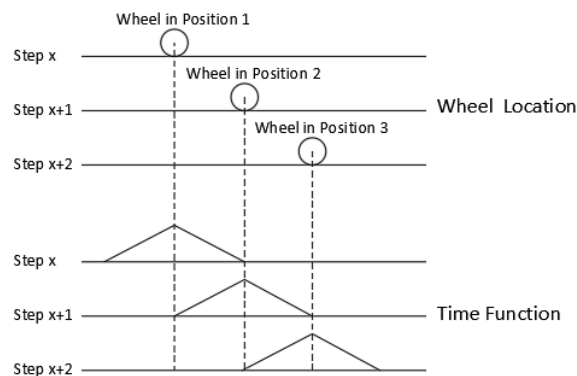 Wheel in Position 1
Step x
Wheel in Position 2
Step x+1
Wheel Location
Wheel in Position 3
Step x+2
Step x
Step x+1
Time Function
Step x+2